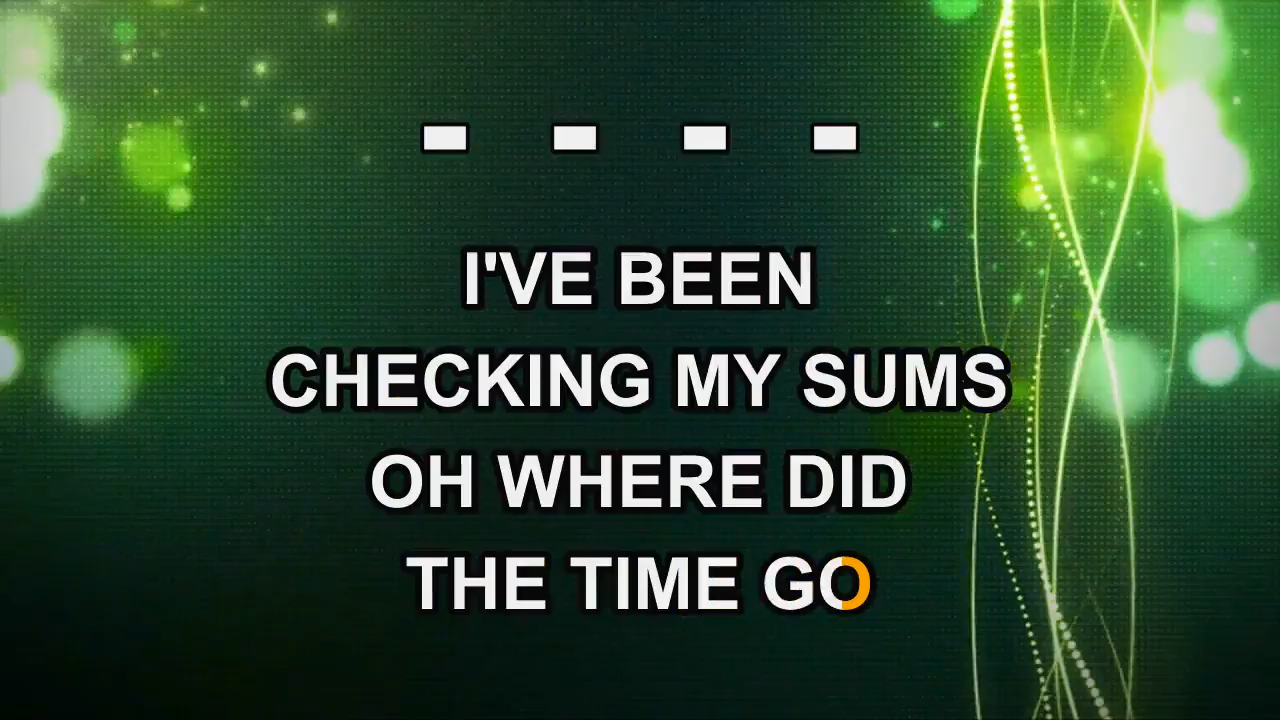 - - - -
I'VE BEEN
CHECKING MY SUMS
OH WHERE DID
THE TIME GO